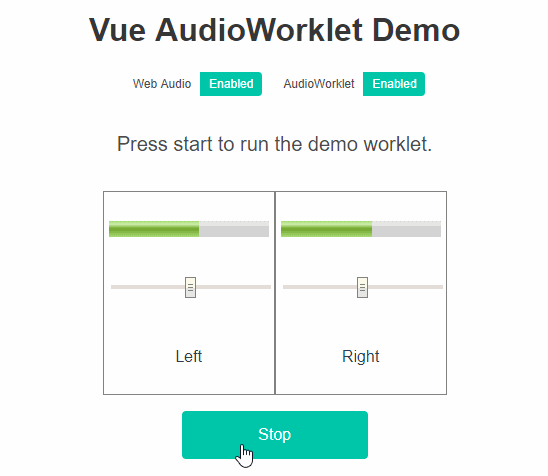 Vue AudioWorklet Demo
Web Audio Enabled AudioWorklet Enabled
Press start to run the demo worklet.
Left Right
Stop